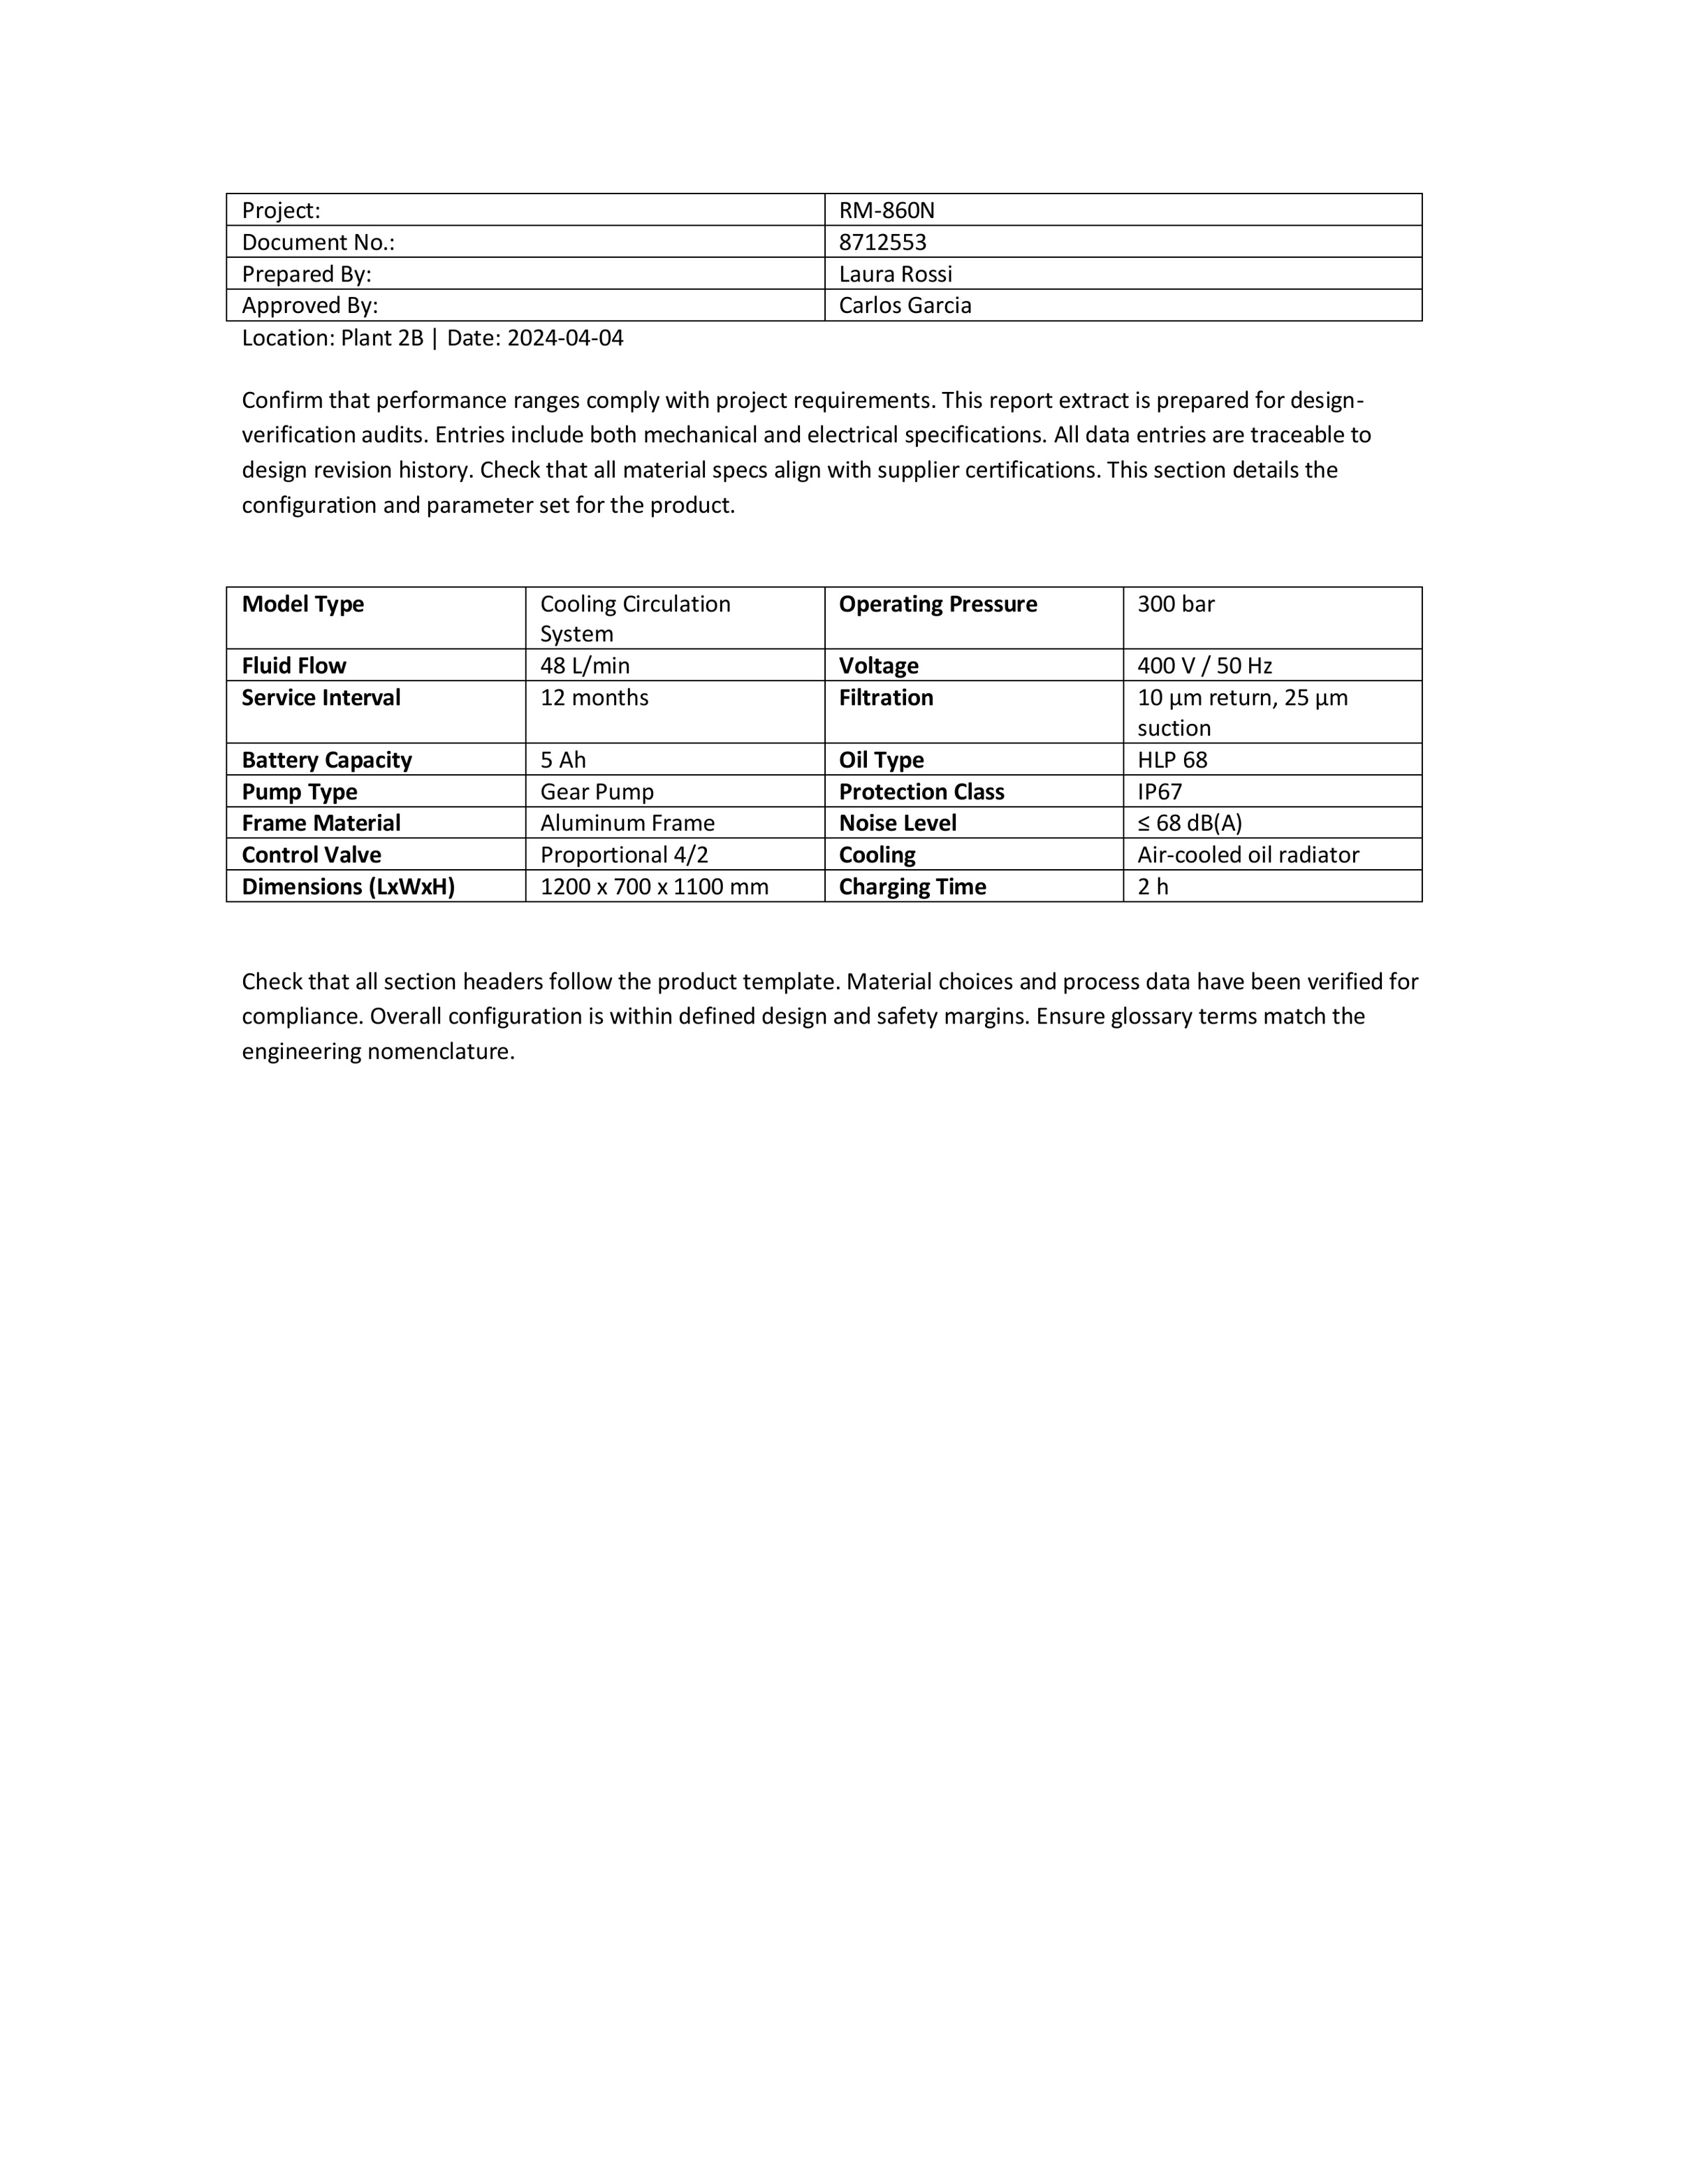 Project: RM-860N
Document No.: 8712553
Prepared By: Laura Rossi
Approved By: Carlos Garcia
Location: Plant 2B | Date: 2024-04-04
Confirm that performance ranges comply with project requirements. This report extract is prepared for design-
verification audits. Entries include both mechanical and electrical specifications. All data entries are traceable to
design revision history. Check that all material specs align with supplier certifications. This section details the
configuration and parameter set for the product.
Model Type Cooling Circulation Operating Pressure 300 bar
System
Fluid Flow 48 L/min Voltage 400 V / 50 Hz
Service Interval 12 months Filtration 10 µm return, 25 µm
suction
Battery Capacity 5 Ah Oil Type HLP 68
Pump Type Gear Pump Protection Class IP67
Frame Material Aluminum Frame Noise Level ≤ 68 dB(A)
Control Valve Proportional 4/2 Cooling Air-cooled oil radiator
Dimensions (LxWxH) 1200 x 700 x 1100 mm Charging Time 2 h
Check that all section headers follow the product template. Material choices and process data have been verified for
compliance. Overall configuration is within defined design and safety margins. Ensure glossary terms match the
engineering nomenclature.